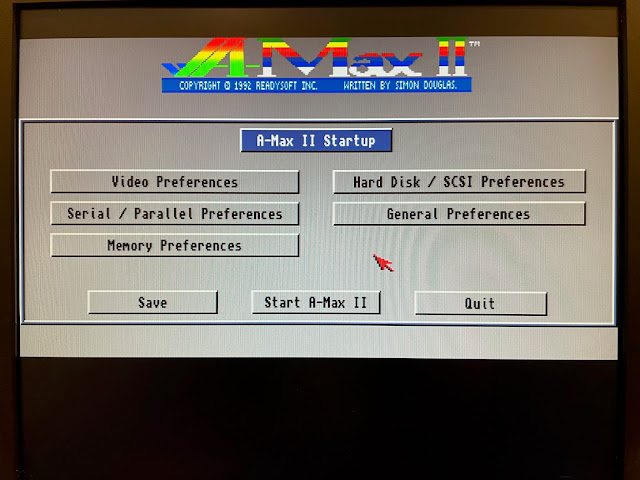 A-Max II™
COPYRIGHT © 1992 READYSOFT INC. WRITTEN BY SIMON DOUGLAS.
A-Max II Startup
Video Preferences
Hard Disk / SCSI Preferences
Serial / Parallel Preferences
General Preferences
Memory Preferences
Save
Start A-Max II
Quit